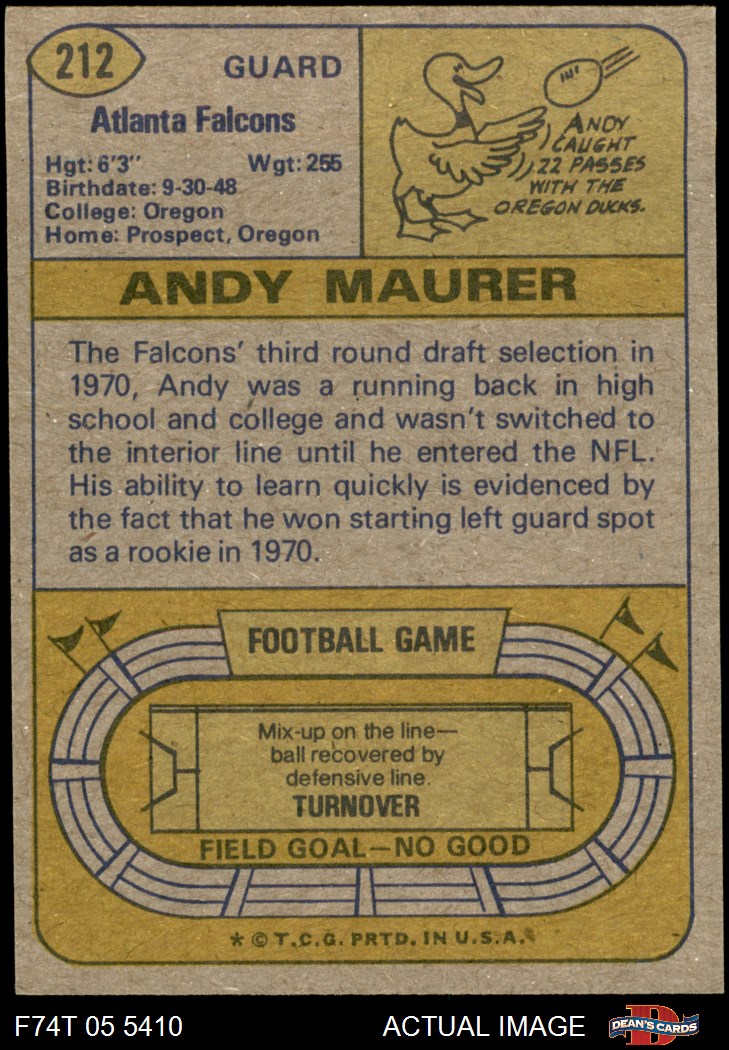 212
GUARD
Atlanta Falcons
Hgt: 6'3" Wgt: 255
Birthdate: 9-30-48
College: Oregon
Home: Prospect, Oregon
ANDY
CAUGHT
22 PASSES
WITH THE
OREGON DUCKS.
ANDY MAURER
The Falcons' third round draft selection in
1970, Andy was a running back in high
school and college and wasn't switched to
the interior line until he entered the NFL.
His ability to learn quickly is evidenced by
the fact that he won starting left guard spot
as a rookie in 1970.
FOOTBALL GAME
Mix-up on the line—
ball recovered by
defensive line.
TURNOVER
FIELD GOAL—NO GOOD
* © T.C.G. PRTD. IN U.S.A.
F74T 05 5410
ACTUAL IMAGE
D
DEAN'S CARDS